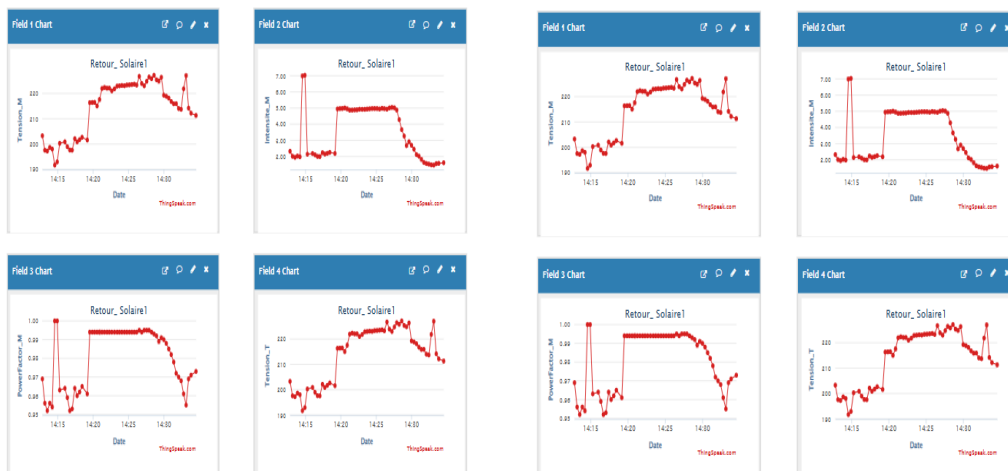 Field 1 Chart
Retour_ Solaire1
Tension_M
220
210
200
190
14:15 14:20 14:25 14:30
Date
ThingSpeak.com
Field 2 Chart
Retour_ Solaire1
Intensite_M
7.00
6.00
5.00
4.00
3.00
2.00
14:15 14:20 14:25 14:30
Date
ThingSpeak.com
Field 1 Chart
Retour_ Solaire1
Tension_M
220
210
200
190
14:15 14:20 14:25 14:30
Date
ThingSpeak.com
Field 2 Chart
Retour_ Solaire1
Intensite_M
7.00
6.00
5.00
4.00
3.00
2.00
14:15 14:20 14:25 14:30
Date
ThingSpeak.com
Field 3 Chart
Retour_ Solaire1
PowerFactor_M
1.00
0.99
0.98
0.97
0.96
0.95
14:15 14:20 14:25 14:30
Date
ThingSpeak.com
Field 4 Chart
Retour_ Solaire1
Tension_T
220
210
200
190
14:15 14:20 14:25 14:30
Date
ThingSpeak.com
Field 3 Chart
Retour_ Solaire1
PowerFactor_M
1.00
0.99
0.98
0.97
0.96
0.95
14:15 14:20 14:25 14:30
Date
ThingSpeak.com
Field 4 Chart
Retour_ Solaire1
Tension_T
220
210
200
190
14:15 14:20 14:25 14:30
Date
ThingSpeak.com